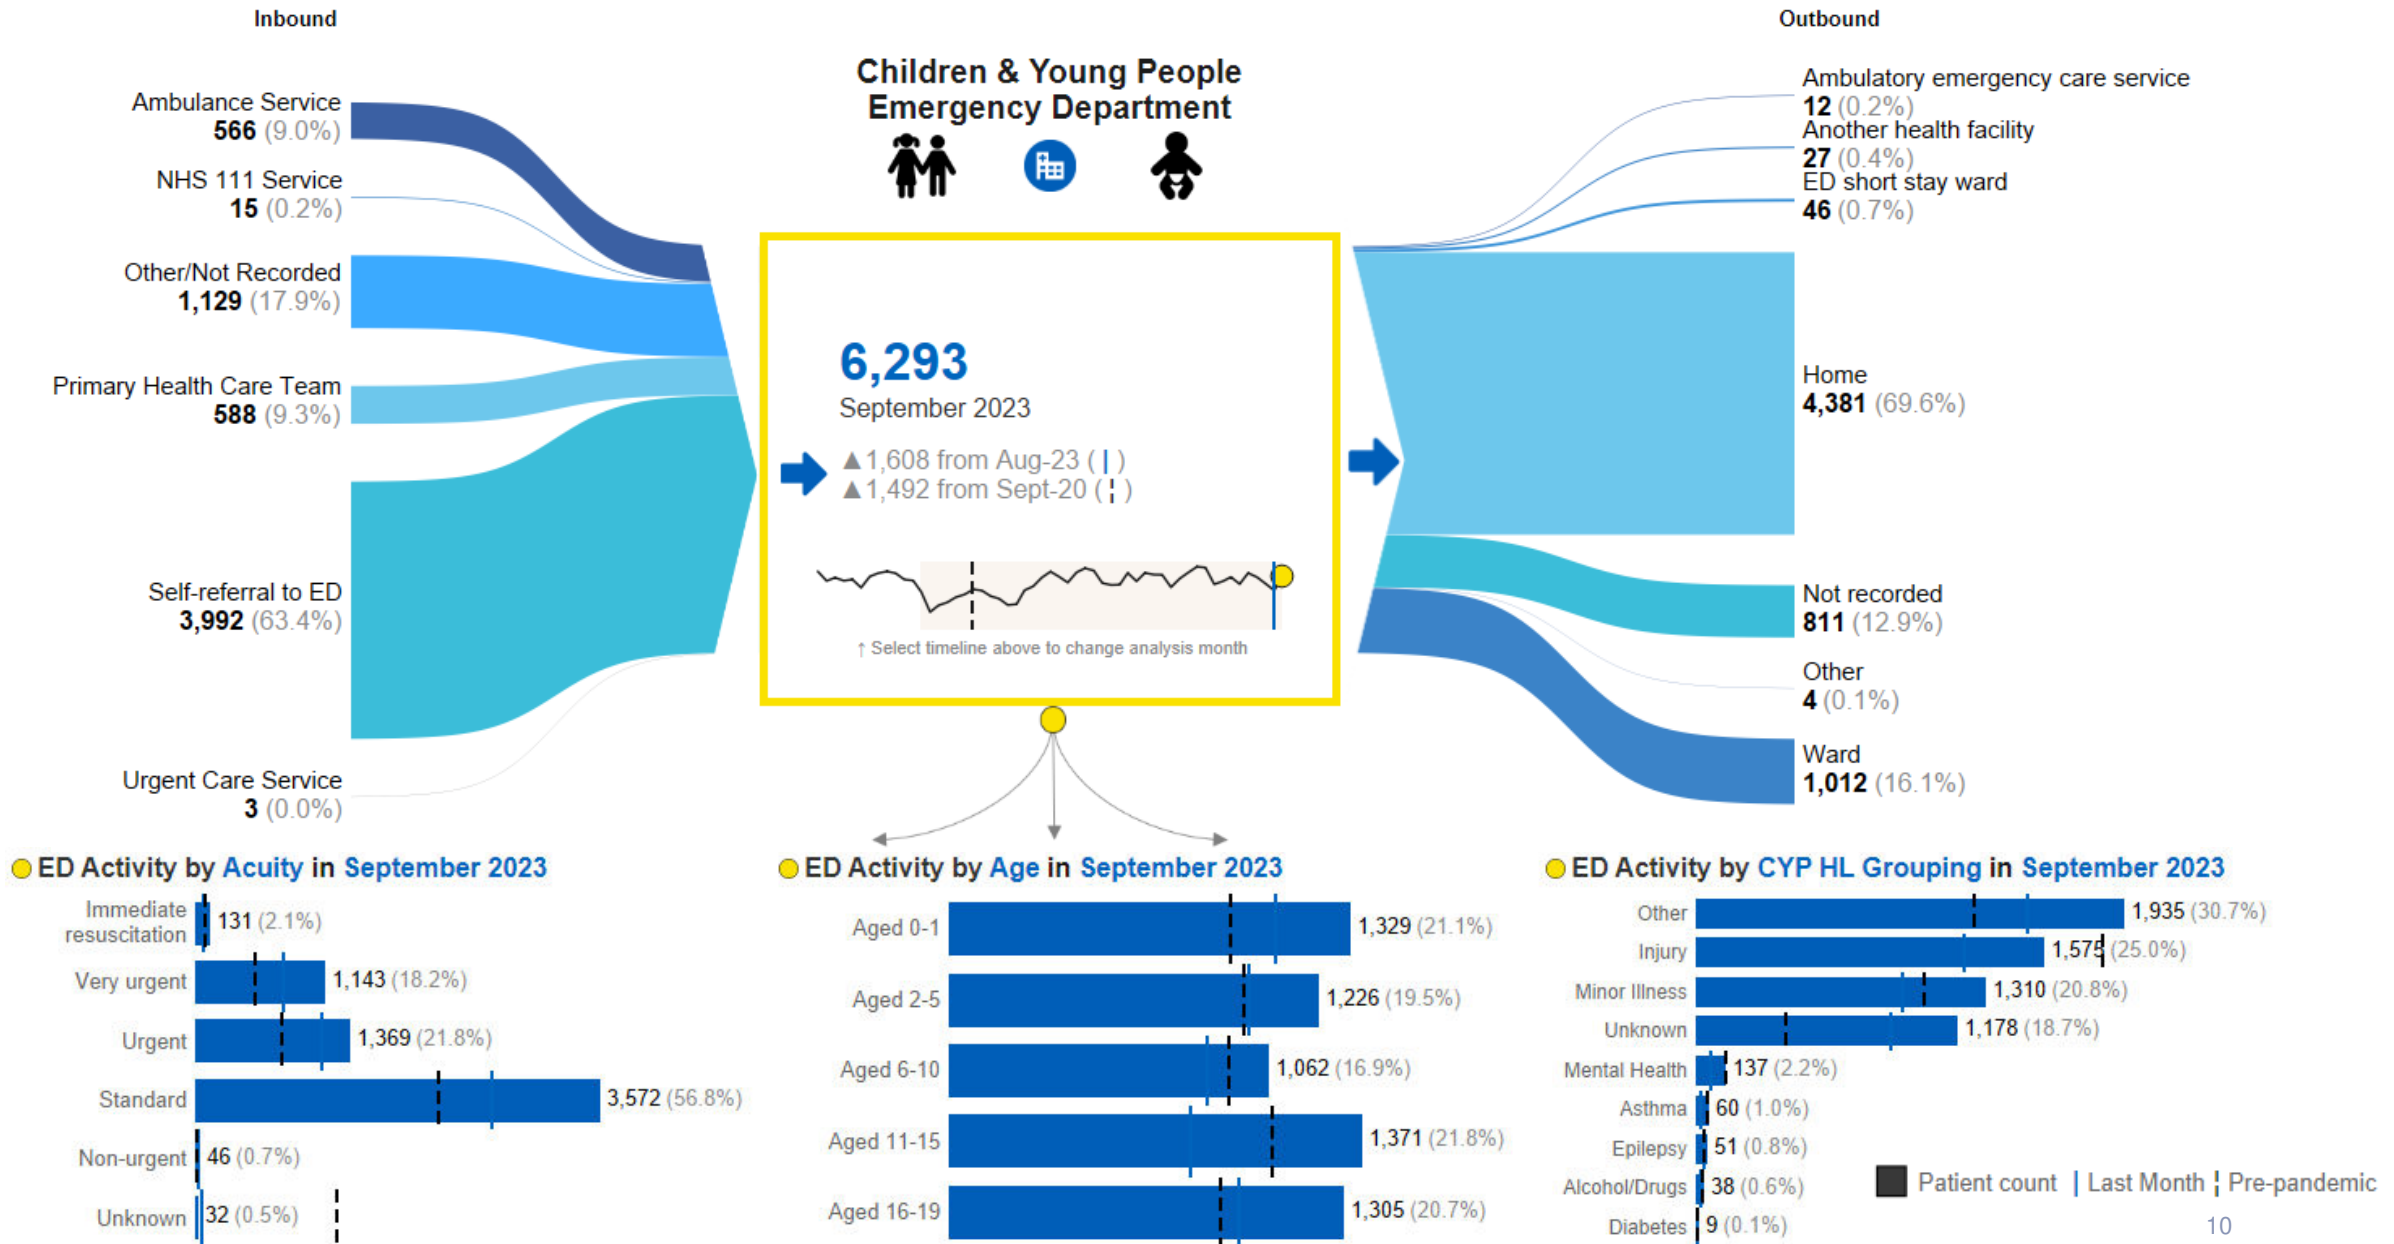 Inbound
Outbound
Children & Young People
Emergency Department
Ambulance Service
566 (9.0%)
NHS 111 Service
15 (0.2%)
Other/Not Recorded
1,129 (17.9%)
Primary Health Care Team
588 (9.3%)
Self-referral to ED
3,992 (63.4%)
Urgent Care Service
3 (0.0%)
6,293
September 2023
▲1,608 from Aug-23 (|)
▲1,492 from Sept-20 (¦)
↑ Select timeline above to change analysis month
Ambulatory emergency care service
12 (0.2%)
Another health facility
27 (0.4%)
ED short stay ward
46 (0.7%)
Home
4,381 (69.6%)
Not recorded
811 (12.9%)
Other
4 (0.1%)
Ward
1,012 (16.1%)
ED Activity by Acuity in September 2023
Immediate
resuscitation 131 (2.1%)
Very urgent 1,143 (18.2%)
Urgent 1,369 (21.8%)
Standard 3,572 (56.8%)
Non-urgent 46 (0.7%)
Unknown 32 (0.5%)
ED Activity by Age in September 2023
Aged 0-1 1,329 (21.1%)
Aged 2-5 1,226 (19.5%)
Aged 6-10 1,062 (16.9%)
Aged 11-15 1,371 (21.8%)
Aged 16-19 1,305 (20.7%)
ED Activity by CYP HL Grouping in September 2023
Other 1,935 (30.7%)
Injury 1,575 (25.0%)
Minor Illness 1,310 (20.8%)
Unknown 1,178 (18.7%)
Mental Health 137 (2.2%)
Asthma 60 (1.0%)
Epilepsy 51 (0.8%)
Alcohol/Drugs 38 (0.6%)
Diabetes 9 (0.1%)
Patient count | Last Month ¦ Pre-pandemic
10